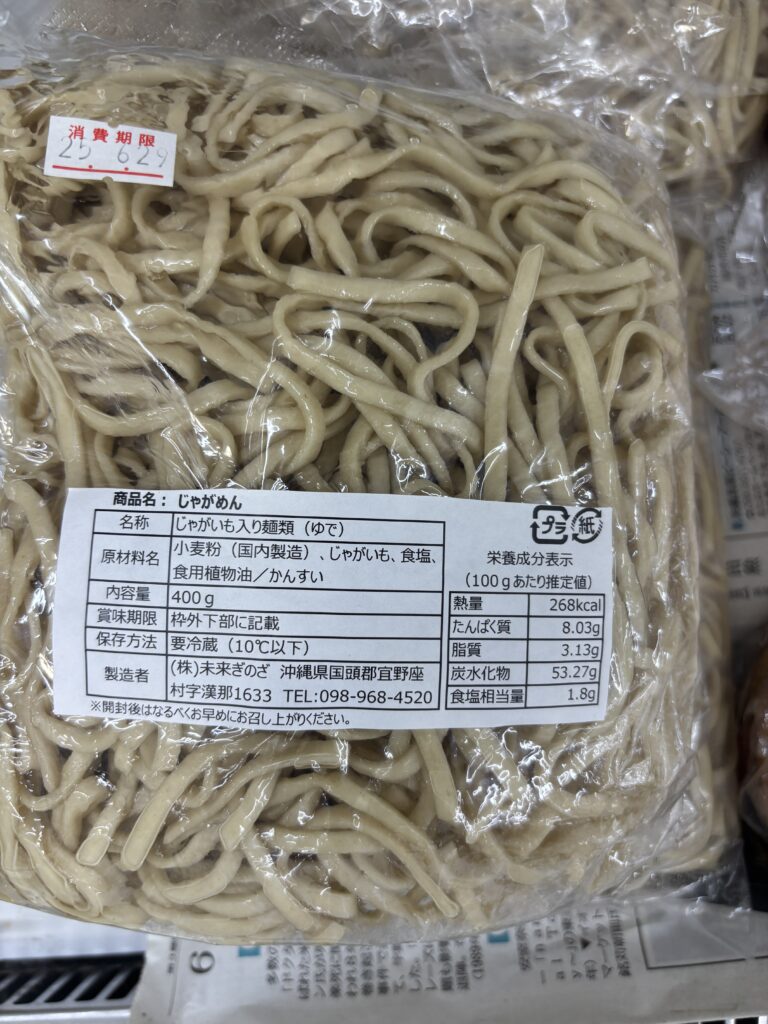 消費期限
25. 6.29
商品名： じゃがめん
名称 じゃがいも入り麺類（ゆで）
原材料名 小麦粉（国内製造）、じゃがいも、食塩、
食用植物油／かんすい
内容量 400ｇ
賞味期限 枠外下部に記載
保存方法 要冷蔵（10℃以下）
製造者 (株)未来ぎのざ 沖縄県国頭郡宜野座
村字漢那1633 TEL:098-968-4520
※開封後はなるべくお早めにお召し上がりください。
プラ 紙
栄養成分表示
（100ｇあたり推定値）
熱量 268kcal
たんぱく質 8.03g
脂質 3.13g
炭水化物 53.27g
食塩相当量 1.8g
9